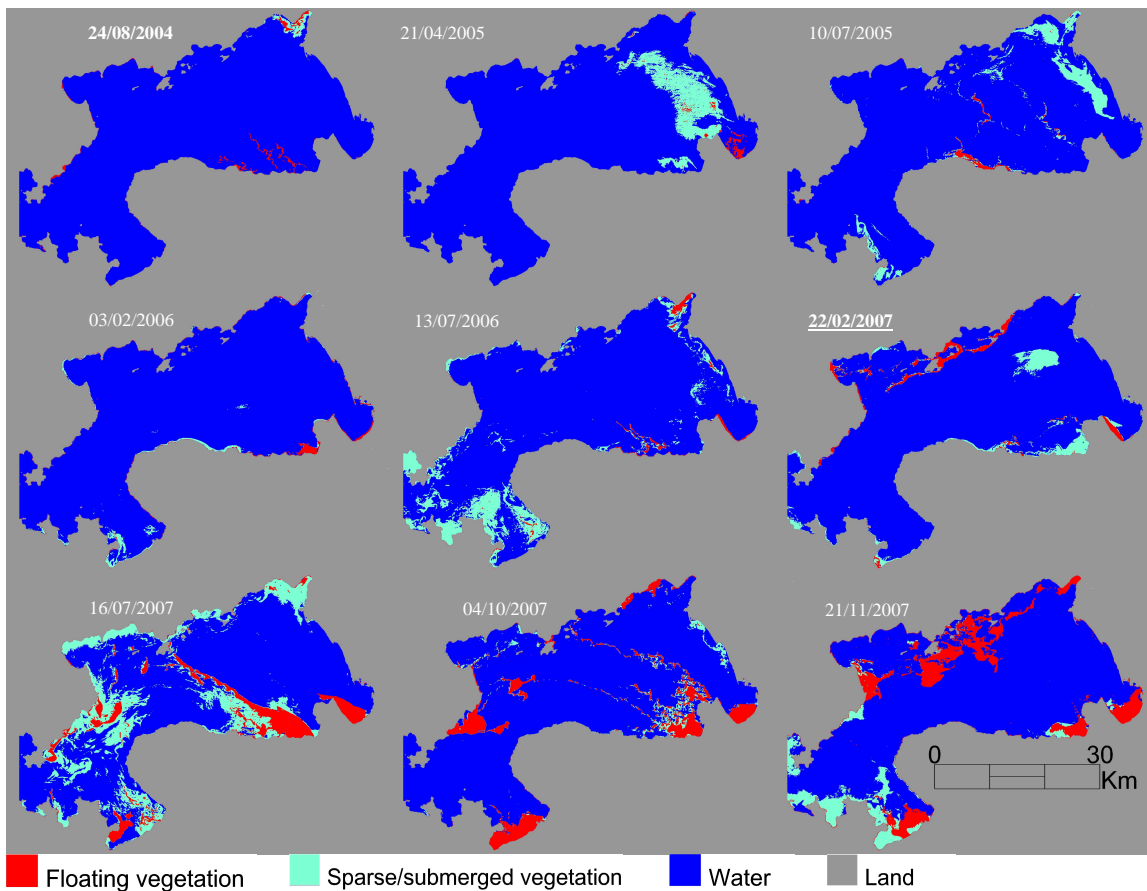 24/08/2004
21/04/2005
10/07/2005
03/02/2006
13/07/2006
22/02/2007
16/07/2007
04/10/2007
21/11/2007
0 30
Km
Floating vegetation
Sparse/submerged vegetation
Water
Land